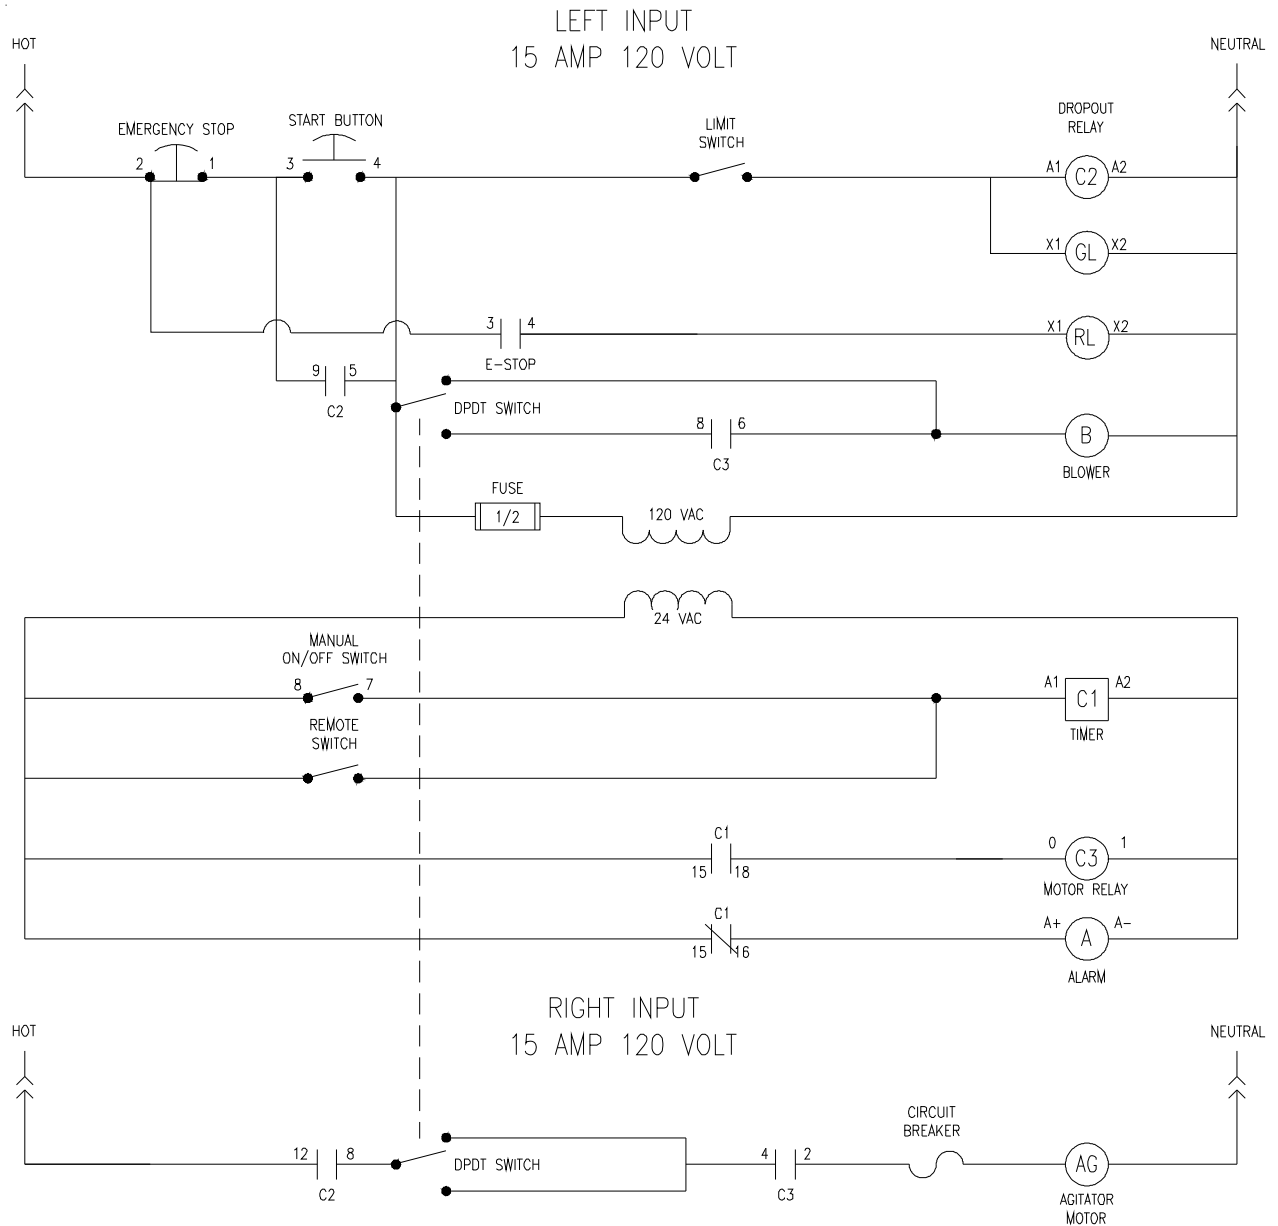 LEFT INPUT
15 AMP 120 VOLT
HOT
NEUTRAL
EMERGENCY STOP
START BUTTON
LIMIT
SWITCH
DROPOUT
RELAY
2 1 3 4 A1 C2 A2
X1 GL X2
3 4 X1 RL X2
E-STOP
9 5
C2
DPDT SWITCH
8 6 B
C3
BLOWER
FUSE
1/2
120 VAC
24 VAC
MANUAL
ON/OFF SWITCH
8 7 A1 C1 A2
TIMER
REMOTE
SWITCH
C1
15 18
0 C3 1
MOTOR RELAY
C1
15 16
A+ A A-
ALARM
RIGHT INPUT
15 AMP 120 VOLT
HOT
NEUTRAL
CIRCUIT
BREAKER
12 8
C2
DPDT SWITCH
4 2
C3
AG
AGITATOR
MOTOR